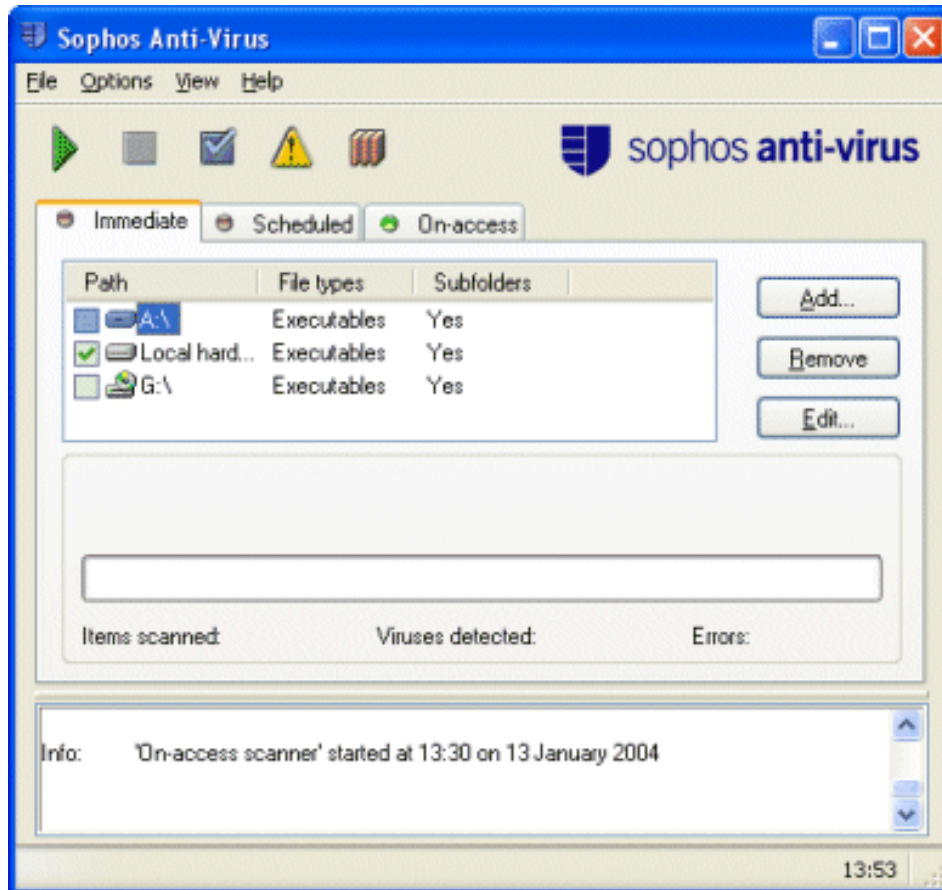 Sophos Anti-Virus
File Options View Help
sophos anti-virus
Immediate Scheduled On-access
Path File types Subfolders
A:\ Executables Yes
Local hard... Executables Yes
G:\ Executables Yes
Add...
Remove
Edit...
Items scanned: Viruses detected: Errors:
Info: 'On-access scanner' started at 13:30 on 13 January 2004
13:53